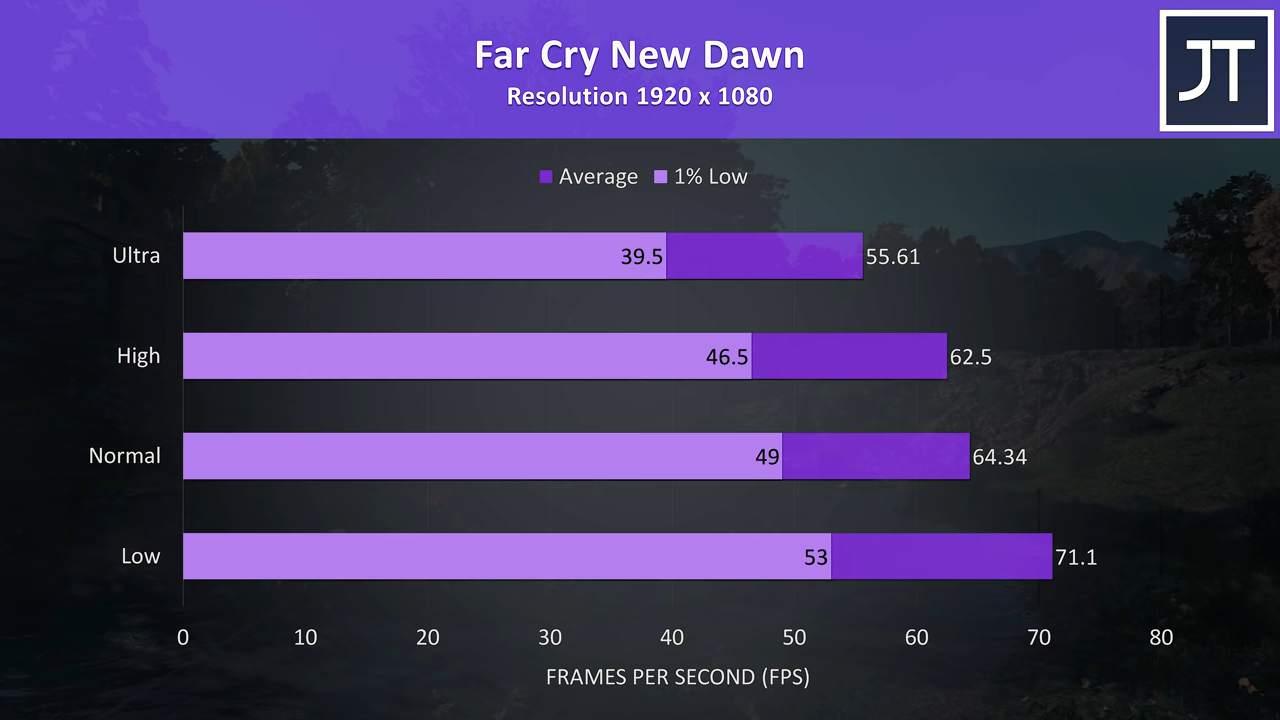 Far Cry New Dawn
Resolution 1920 x 1080
JT
Average 1% Low
Ultra 39.5 55.61
High 46.5 62.5
Normal 49 64.34
Low 53 71.1
0 10 20 30 40 50 60 70 80
FRAMES PER SECOND (FPS)